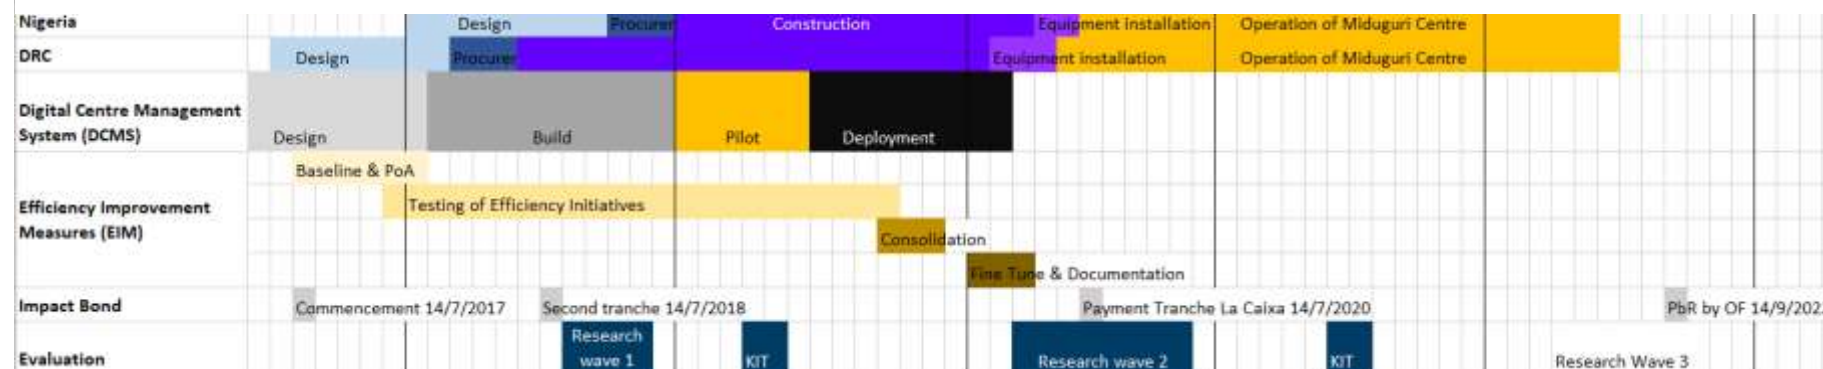 Nigeria
Design
Procurer
Construction
Equipment installation
Operation of Miduguri Centre
DRC
Design
Procurer
Equipment installation
Operation of Miduguri Centre
Digital Centre Management
System (DCMS)
Design
Build
Pilot
Deployment
Baseline & PoA
Efficiency Improvement
Measures (EIM)
Testing of Efficiency Initiatives
Consolidation
Fine Tune & Documentation
Impact Bond
Commencement 14/7/2017
Second tranche 14/7/2018
Payment Tranche La Caixa 14/7/2020
PbR by OF 14/9/202
Evaluation
Research
wave 1
KIT
Research wave 2
KIT
Research Wave 3